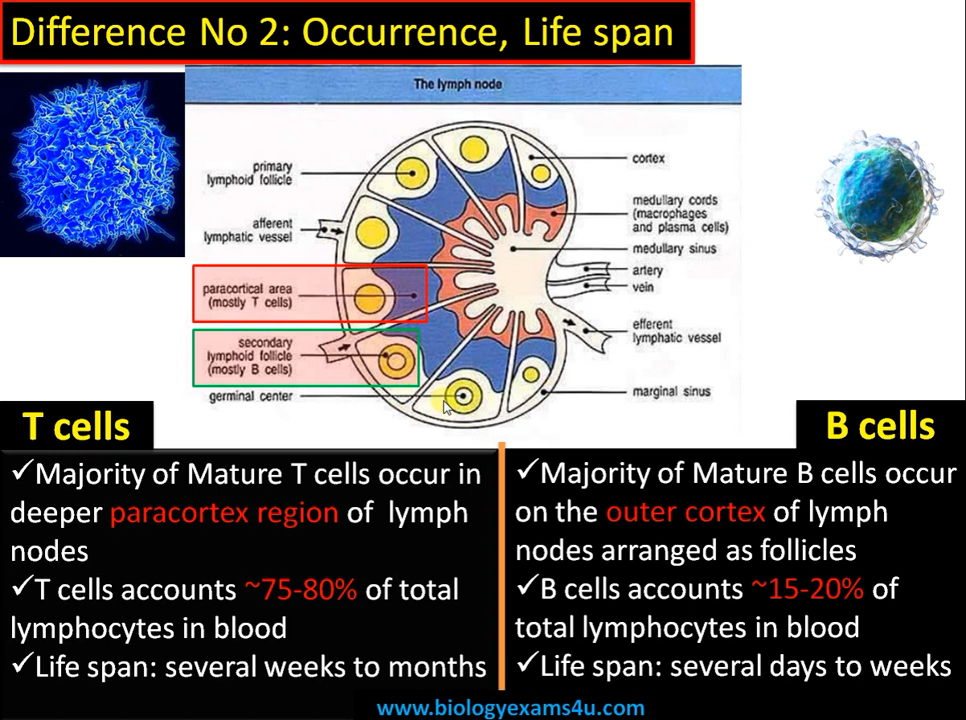 Difference No 2: Occurrence, Life span
The lymph node
primary
lymphoid follicle
afferent
lymphatic vessel
paracortical area
(mostly T cells)
secondary
lymphoid follicle
(mostly B cells)
germinal center
cortex
medullary cords
(macrophages
and plasma cells)
medullary sinus
artery
vein
efferent
lymphatic vessel
marginal sinus
T cells
✓Majority of Mature T cells occur in
deeper paracortex region of lymph
nodes
✓T cells accounts ~75-80% of total
lymphocytes in blood
✓Life span: several weeks to months
B cells
✓Majority of Mature B cells occur
on the outer cortex of lymph
nodes arranged as follicles
✓B cells accounts ~15-20% of
total lymphocytes in blood
✓Life span: several days to weeks
www.biologyexams4u.com